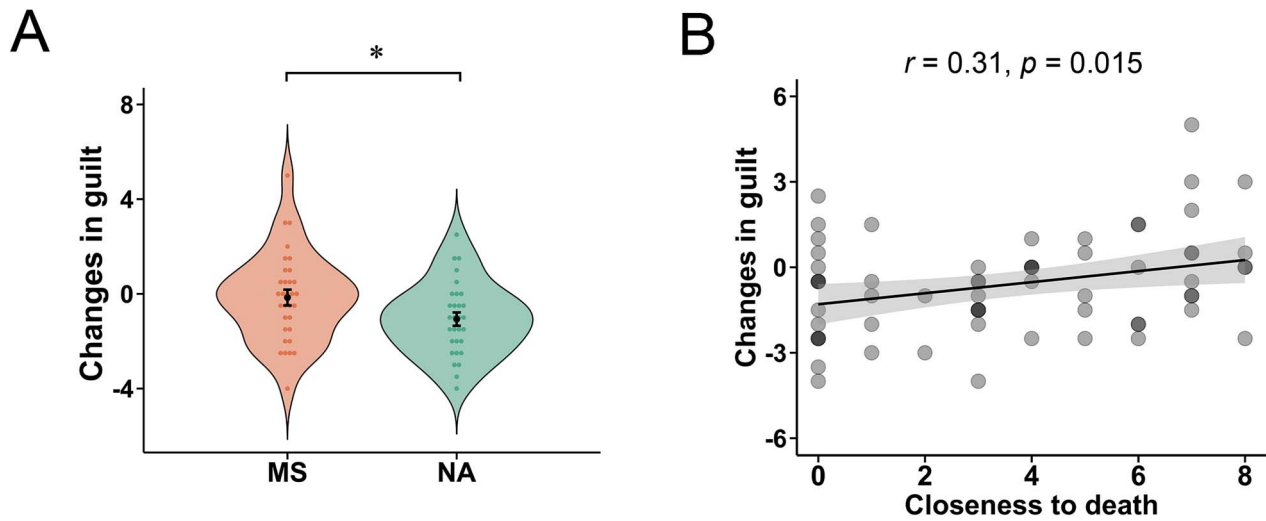 A
*
Changes in guilt
8
4
0
-4
MS
NA
B
r = 0.31, p = 0.015
Changes in guilt
6
3
0
-3
-6
0
2
4
6
8
Closeness to death